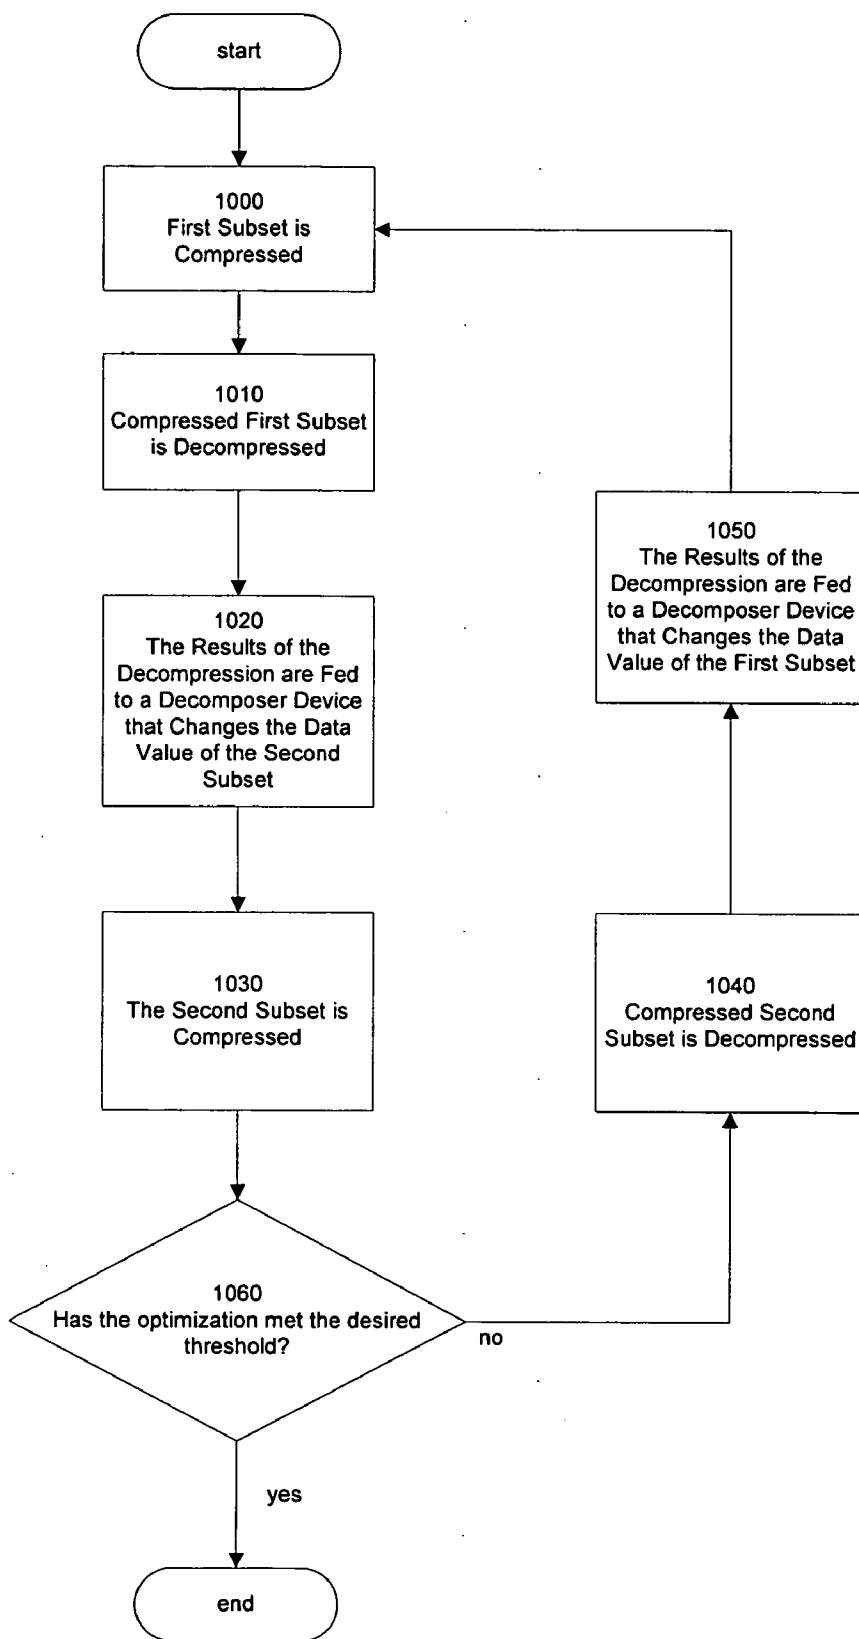 start
1000
First Subset is
Compressed
1010
Compressed First Subset
is Decompressed
1020
The Results of the
Decompression are Fed
to a Decomposer Device
that Changes the Data
Value of the Second
Subset
1030
The Second Subset is
Compressed
1060
Has the optimization met the desired
threshold?
no
yes
end
1050
The Results of the
Decompression are Fed
to a Decomposer Device
that Changes the Data
Value of the First Subset
1040
Compressed Second
Subset is Decompressed